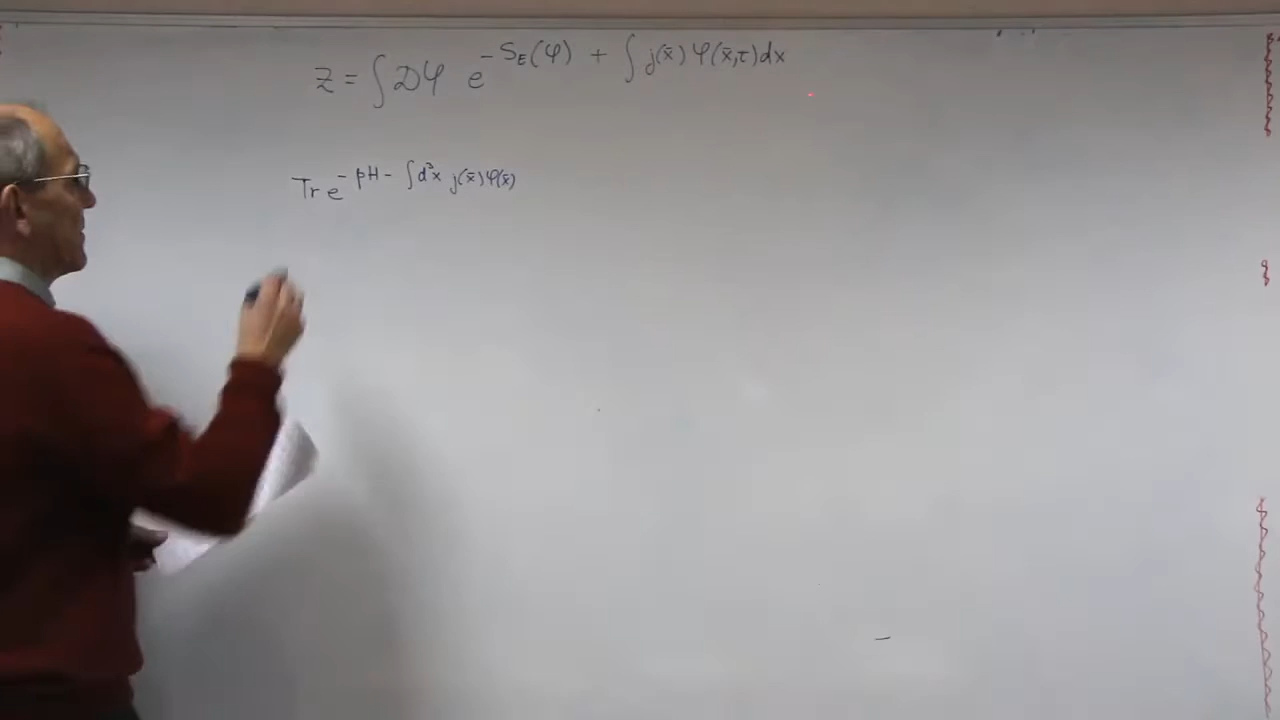 Z = ∫ Dφ e^{-S_E(φ) + ∫ j(x̄) φ(x̄,τ) dx}
Tr e^{-βH - ∫ d³x j(x̄) φ(x̄)}